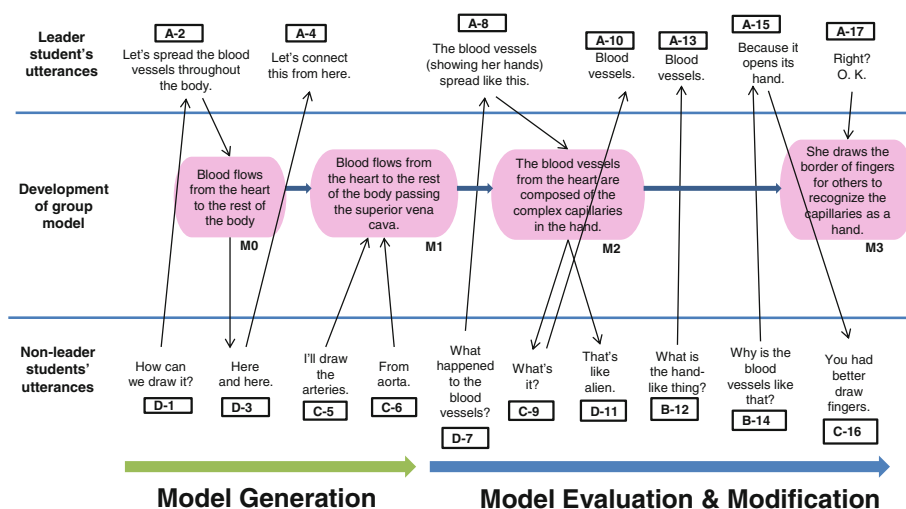 Leader
student's
utterances
A-2
Let's spread the blood
vessels throughout
the body.
A-4
Let's connect
this from here.
A-8
The blood vessels
(showing her hands)
spread like this.
A-10
Blood
vessels.
A-13
Blood
vessels.
A-15
Because it
opens its
hand.
A-17
Right?
O. K.
Development
of group
model
Blood flows
from the heart
to the rest of
the body
M0
Blood flows from
the heart to the rest
of the body passing
the superior vena
cava.
M1
The blood vessels
from the heart are
composed of the
complex capillaries
in the hand.
M2
She draws the
border of fingers
for others to
recognize the
capillaries as a
hand.
M3
Non-leader
students'
utterances
How can
we draw it?
D-1
Here
and here.
D-3
I'll draw
the
arteries.
C-5
From
aorta.
C-6
What
happened to
the blood
vessels?
D-7
What's
it?
C-9
That's
like
alien.
D-11
What is
the hand-
like thing?
B-12
Why is the
blood
vessels like
that?
B-14
You had
better
draw
fingers.
C-16
Model Generation
Model Evaluation & Modification